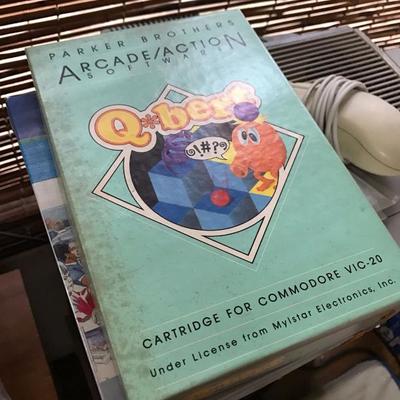 PARKER BROTHERS
ARCADE/ACTION
SOFTWARE
Q*bert
@!#?@!
CARTRIDGE FOR COMMODORE VIC-20
Under License from Mylstar Electronics, Inc.